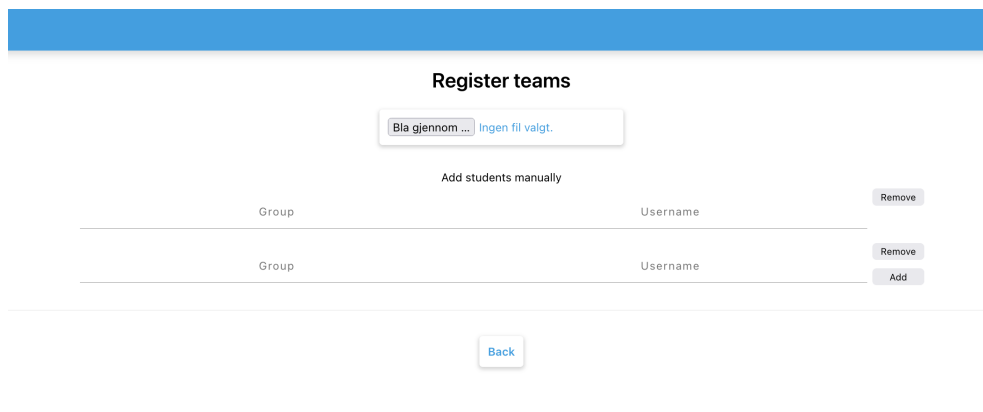 Register teams
Bla gjennom ... Ingen fil valgt.
Add students manually
Remove
Group Username
Remove
Group Username
Add
Back